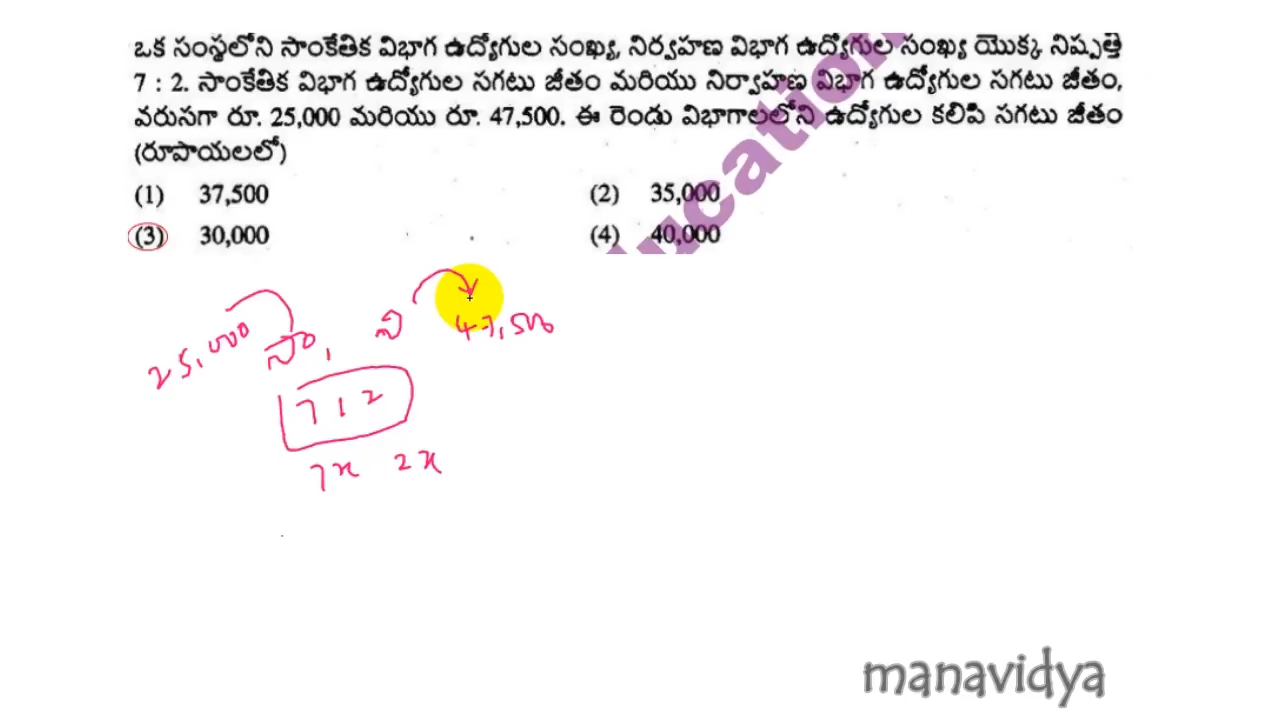 ఒక సంస్థలోని సాంకేతిక విభాగ ఉద్యోగుల సంఖ్య, నిర్వహణ విభాగ ఉద్యోగుల సంఖ్య యొక్క నిష్పత్తి
7 : 2. సాంకేతిక విభాగ ఉద్యోగుల సగటు జీతం మరియు నిర్వాహణ విభాగ ఉద్యోగుల సగటు జీతం,
వరుసగా రూ. 25,000 మరియు రూ. 47,500. ఈ రెండు విభాగాలలోని ఉద్యోగుల కలిపి సగటు జీతం
(రూపాయలలో)
(1) 37,500 (2) 35,000
(3) 30,000 (4) 40,000
ucation
25,000 సాం, ని 47,500
7 : 2
7x 2x
manavidya